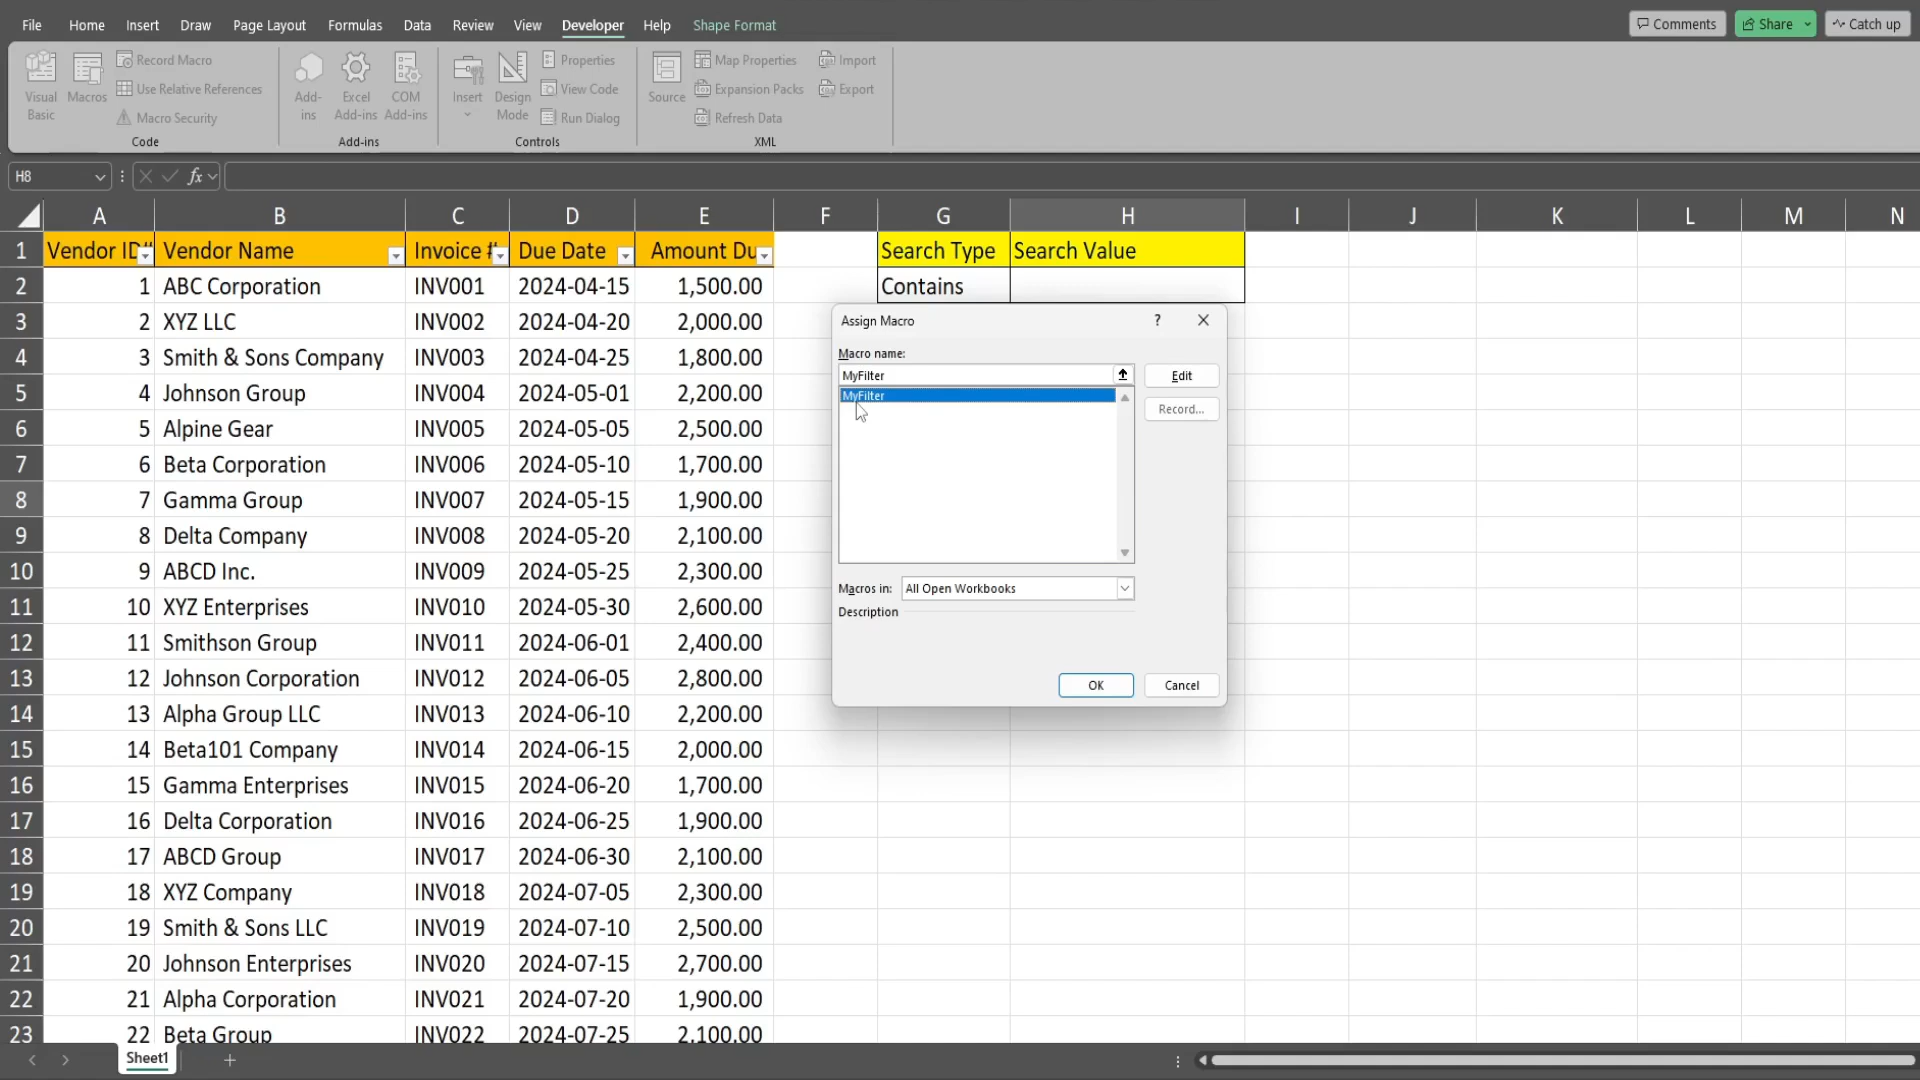 File Home Insert Draw Page Layout Formulas Data Review View Developer Help Shape Format Comments Share Catch up
Visual Basic
Macros
Record Macro
Use Relative References
Macro Security
Code
Add-ins
Excel Add-ins
COM Add-ins
Add-ins
Insert
Design Mode
Properties
View Code
Run Dialog
Controls
Source
Map Properties
Expansion Packs
Refresh Data
Import
Export
XML
H8 fx
A B C D E F G H I J K L M N
1 Vendor ID# Vendor Name Invoice # Due Date Amount Du Search Type Search Value
2 1 ABC Corporation INV001 2024-04-15 1,500.00 Contains
3 2 XYZ LLC INV002 2024-04-20 2,000.00
4 3 Smith & Sons Company INV003 2024-04-25 1,800.00
5 4 Johnson Group INV004 2024-05-01 2,200.00
6 5 Alpine Gear INV005 2024-05-05 2,500.00
7 6 Beta Corporation INV006 2024-05-10 1,700.00
8 7 Gamma Group INV007 2024-05-15 1,900.00
9 8 Delta Company INV008 2024-05-20 2,100.00
10 9 ABCD Inc. INV009 2024-05-25 2,300.00
11 10 XYZ Enterprises INV010 2024-05-30 2,600.00
12 11 Smithson Group INV011 2024-06-01 2,400.00
13 12 Johnson Corporation INV012 2024-06-05 2,800.00
14 13 Alpha Group LLC INV013 2024-06-10 2,200.00
15 14 Beta101 Company INV014 2024-06-15 2,000.00
16 15 Gamma Enterprises INV015 2024-06-20 1,700.00
17 16 Delta Corporation INV016 2024-06-25 1,900.00
18 17 ABCD Group INV017 2024-06-30 2,100.00
19 18 XYZ Company INV018 2024-07-05 2,300.00
20 19 Smith & Sons LLC INV019 2024-07-10 2,500.00
21 20 Johnson Enterprises INV020 2024-07-15 2,700.00
22 21 Alpha Corporation INV021 2024-07-20 1,900.00
23 22 Beta Group INV022 2024-07-25 2,100.00
Assign Macro ?
Macro name:
MyFilter Edit
MyFilter
Record...
Macros in: All Open Workbooks
Description
OK Cancel
Sheet1